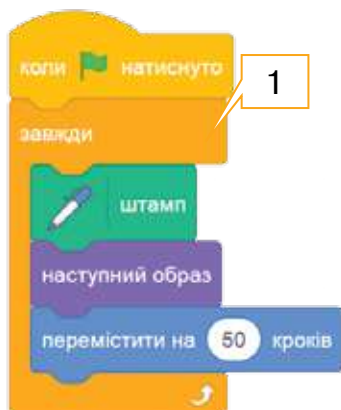 коли натиснуто
1
завжди
штамп
наступний образ
перемістити на 50 кроків